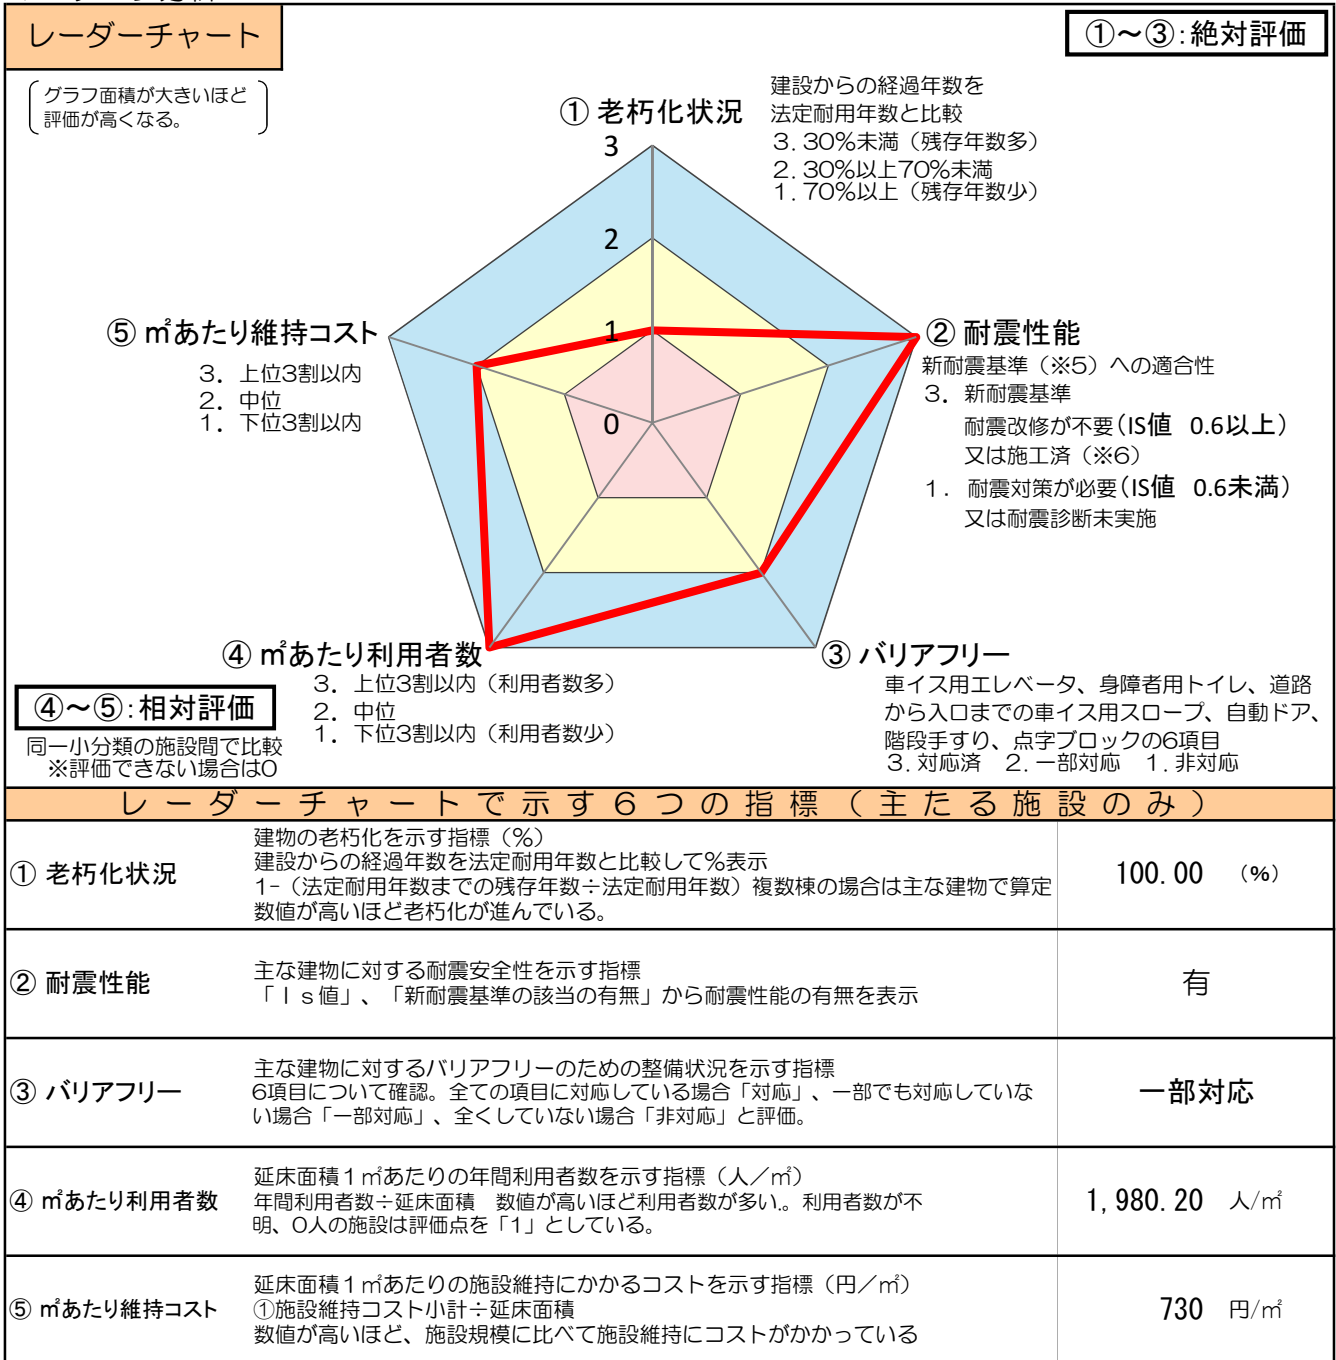 レーダーチャート
①～③:絶対評価
グラフ面積が大きいほど
評価が高くなる。
① 老朽化状況
建設からの経過年数を
法定耐用年数と比較
3. 30%未満（残存年数多）
2. 30%以上70%未満
1. 70%以上（残存年数少）
3
2
1
0
② 耐震性能
新耐震基準（※5）への適合性
3. 新耐震基準
耐震改修が不要(IS値 0.6以上)
又は施工済（※6）
1. 耐震対策が必要(IS値 0.6未満)
又は耐震診断未実施
⑤ ㎡あたり維持コスト
3. 上位3割以内
2. 中位
1. 下位3割以内
④ ㎡あたり利用者数
3. 上位3割以内（利用者数多）
2. 中位
1. 下位3割以内（利用者数少）
③ バリアフリー
車イス用エレベータ、身障者用トイレ、道路
から入口までの車イス用スロープ、自動ドア、
階段手すり、点字ブロックの6項目
3. 対応済 2. 一部対応 1. 非対応
④～⑤:相対評価
同一小分類の施設間で比較
※評価できない場合は0
レーダーチャートで示す６つの指標（主たる施設のみ）
① 老朽化状況
建物の老朽化を示す指標（%）
建設からの経過年数を法定耐用年数と比較して%表示
1-（法定耐用年数までの残存年数÷法定耐用年数）複数棟の場合は主な建物で算定
数値が高いほど老朽化が進んでいる。
100.00 （%）
② 耐震性能
主な建物に対する耐震安全性を示す指標
「Ｉｓ値」、「新耐震基準の該当の有無」から耐震性能の有無を表示
有
③ バリアフリー
主な建物に対するバリアフリーのための整備状況を示す指標
6項目について確認。全ての項目に対応している場合「対応」、一部でも対応していな
い場合「一部対応」、全くしていない場合「非対応」と評価。
一部対応
④ ㎡あたり利用者数
延床面積１㎡あたりの年間利用者数を示す指標（人／㎡）
年間利用者数÷延床面積 数値が高いほど利用者数が多い。利用者数が不
明、0人の施設は評価点を「1」としている。
1,980.20 人/㎡
⑤ ㎡あたり維持コスト
延床面積１㎡あたりの施設維持にかかるコストを示す指標（円／㎡）
①施設維持コスト小計÷延床面積
数値が高いほど、施設規模に比べて施設維持にコストがかかっている
730 円/㎡